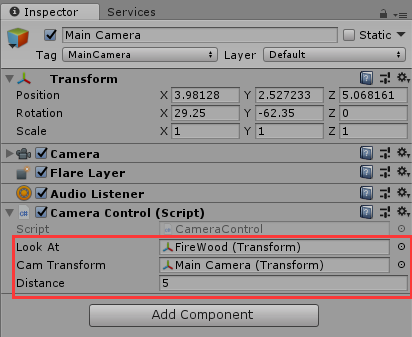 Inspector Services
Main Camera Static
Tag MainCamera Layer Default
Transform
Position X 3.98128 Y 2.527233 Z 5.068161
Rotation X 29.25 Y -62.35 Z 0
Scale X 1 Y 1 Z 1
Camera
Flare Layer
Audio Listener
Camera Control (Script)
Script CameraControl
Look At FireWood (Transform)
Cam Transform Main Camera (Transform)
Distance 5
Add Component